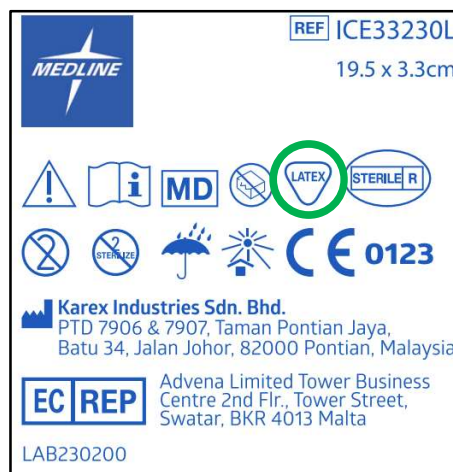 REF ICE33230L
MEDLINE
19.5 x 3.3cm
i MD LATEX STERILE R
2 2 STERILIZE CE 0123
Karex Industries Sdn. Bhd.
PTD 7906 & 7907, Taman Pontian Jaya,
Batu 34, Jalan Johor, 82000 Pontian, Malaysia
EC REP
Advena Limited Tower Business
Centre 2nd Flr., Tower Street,
Swatar, BKR 4013 Malta
LAB230200